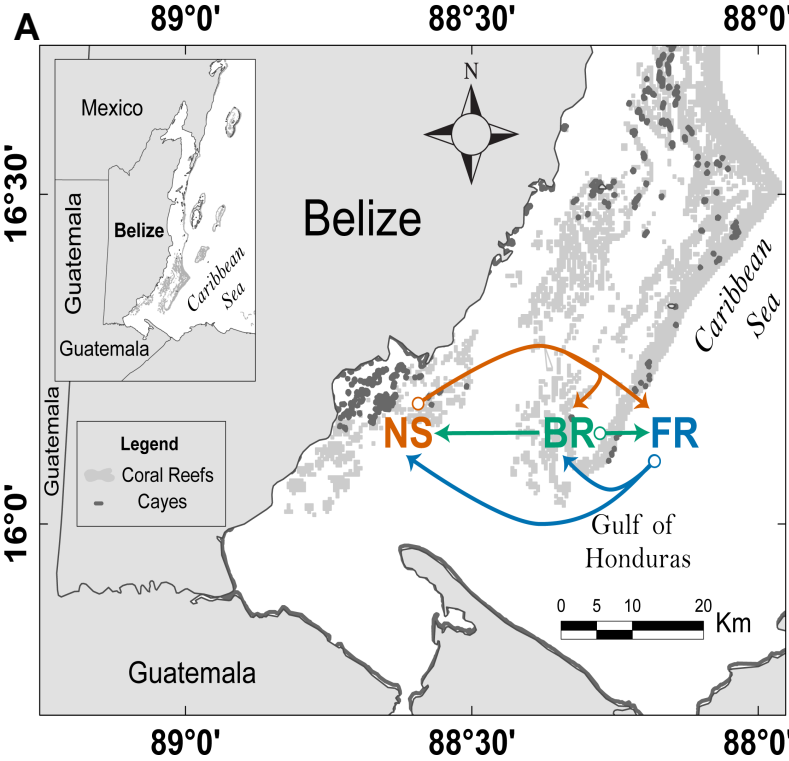 A
89°0'
88°30'
88°0'
N
Mexico
16°30'
Belize
Guatemala
Belize
Caribbean
Sea
Caribbean
Sea
Guatemala
Guatemala
Legend
Coral Reefs
Cayes
NS
BR
FR
16°0'
Gulf of
Honduras
0 5 10 20
Km
Guatemala
89°0'
88°30'
88°0'